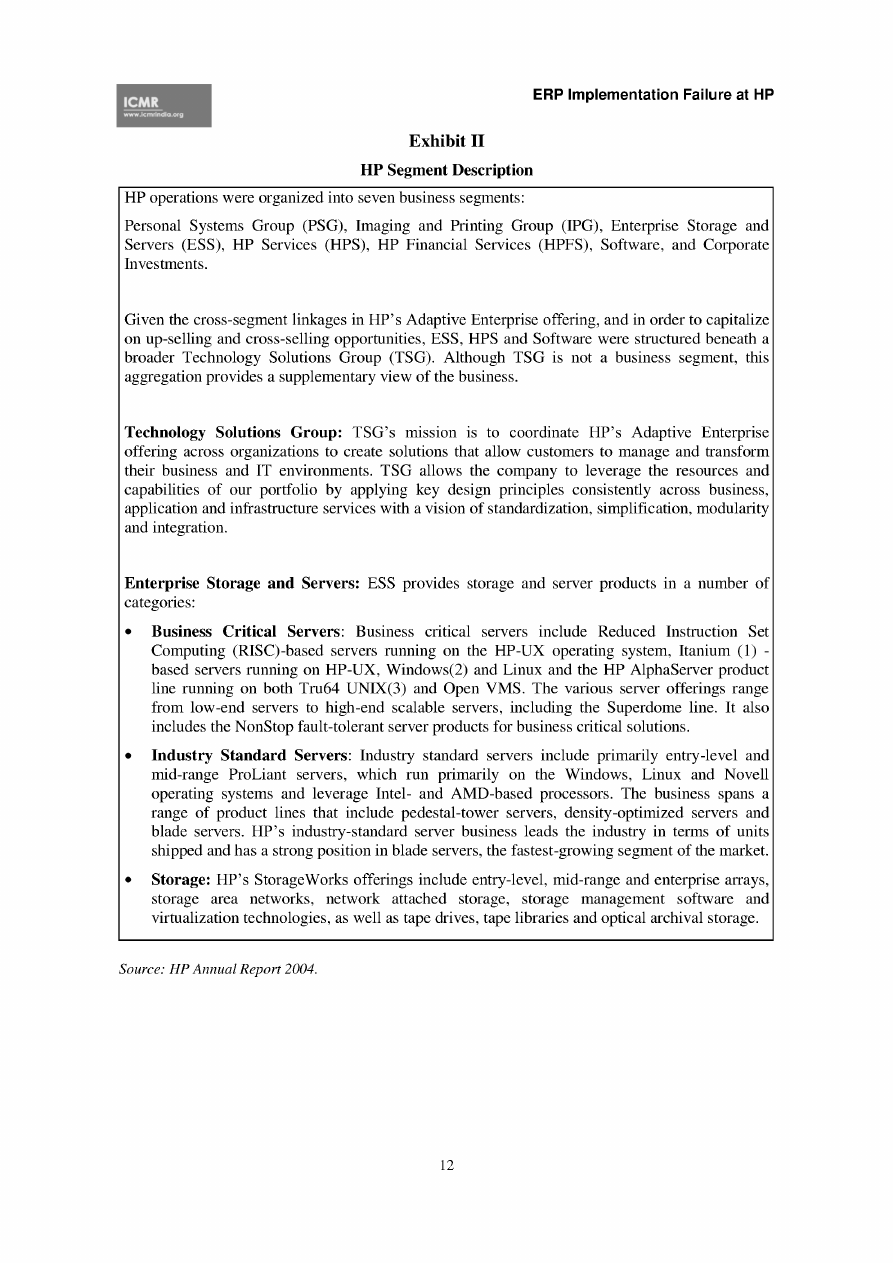 ICMR
www.icmrindia.org
ERP Implementation Failure at HP
Exhibit II
HP Segment Description
HP operations were organized into seven business segments:
Personal Systems Group (PSG), Imaging and Printing Group (IPG), Enterprise Storage and
Servers (ESS), HP Services (HPS), HP Financial Services (HPFS), Software, and Corporate
Investments.
Given the cross-segment linkages in HP's Adaptive Enterprise offering, and in order to capitalize
on up-selling and cross-selling opportunities, ESS, HPS and Software were structured beneath a
broader Technology Solutions Group (TSG). Although TSG is not a business segment, this
aggregation provides a supplementary view of the business.
Technology Solutions Group: TSG's mission is to coordinate HP's Adaptive Enterprise
offering across organizations to create solutions that allow customers to manage and transform
their business and IT environments. TSG allows the company to leverage the resources and
capabilities of our portfolio by applying key design principles consistently across business,
application and infrastructure services with a vision of standardization, simplification, modularity
and integration.
Enterprise Storage and Servers: ESS provides storage and server products in a number of
categories:
• Business Critical Servers: Business critical servers include Reduced Instruction Set
Computing (RISC)-based servers running on the HP-UX operating system, Itanium (1) -
based servers running on HP-UX, Windows(2) and Linux and the HP AlphaServer product
line running on both Tru64 UNIX(3) and Open VMS. The various server offerings range
from low-end servers to high-end scalable servers, including the Superdome line. It also
includes the NonStop fault-tolerant server products for business critical solutions.
• Industry Standard Servers: Industry standard servers include primarily entry-level and
mid-range ProLiant servers, which run primarily on the Windows, Linux and Novell
operating systems and leverage Intel- and AMD-based processors. The business spans a
range of product lines that include pedestal-tower servers, density-optimized servers and
blade servers. HP's industry-standard server business leads the industry in terms of units
shipped and has a strong position in blade servers, the fastest-growing segment of the market.
• Storage: HP's StorageWorks offerings include entry-level, mid-range and enterprise arrays,
storage area networks, network attached storage, storage management software and
virtualization technologies, as well as tape drives, tape libraries and optical archival storage.
Source: HP Annual Report 2004.
12